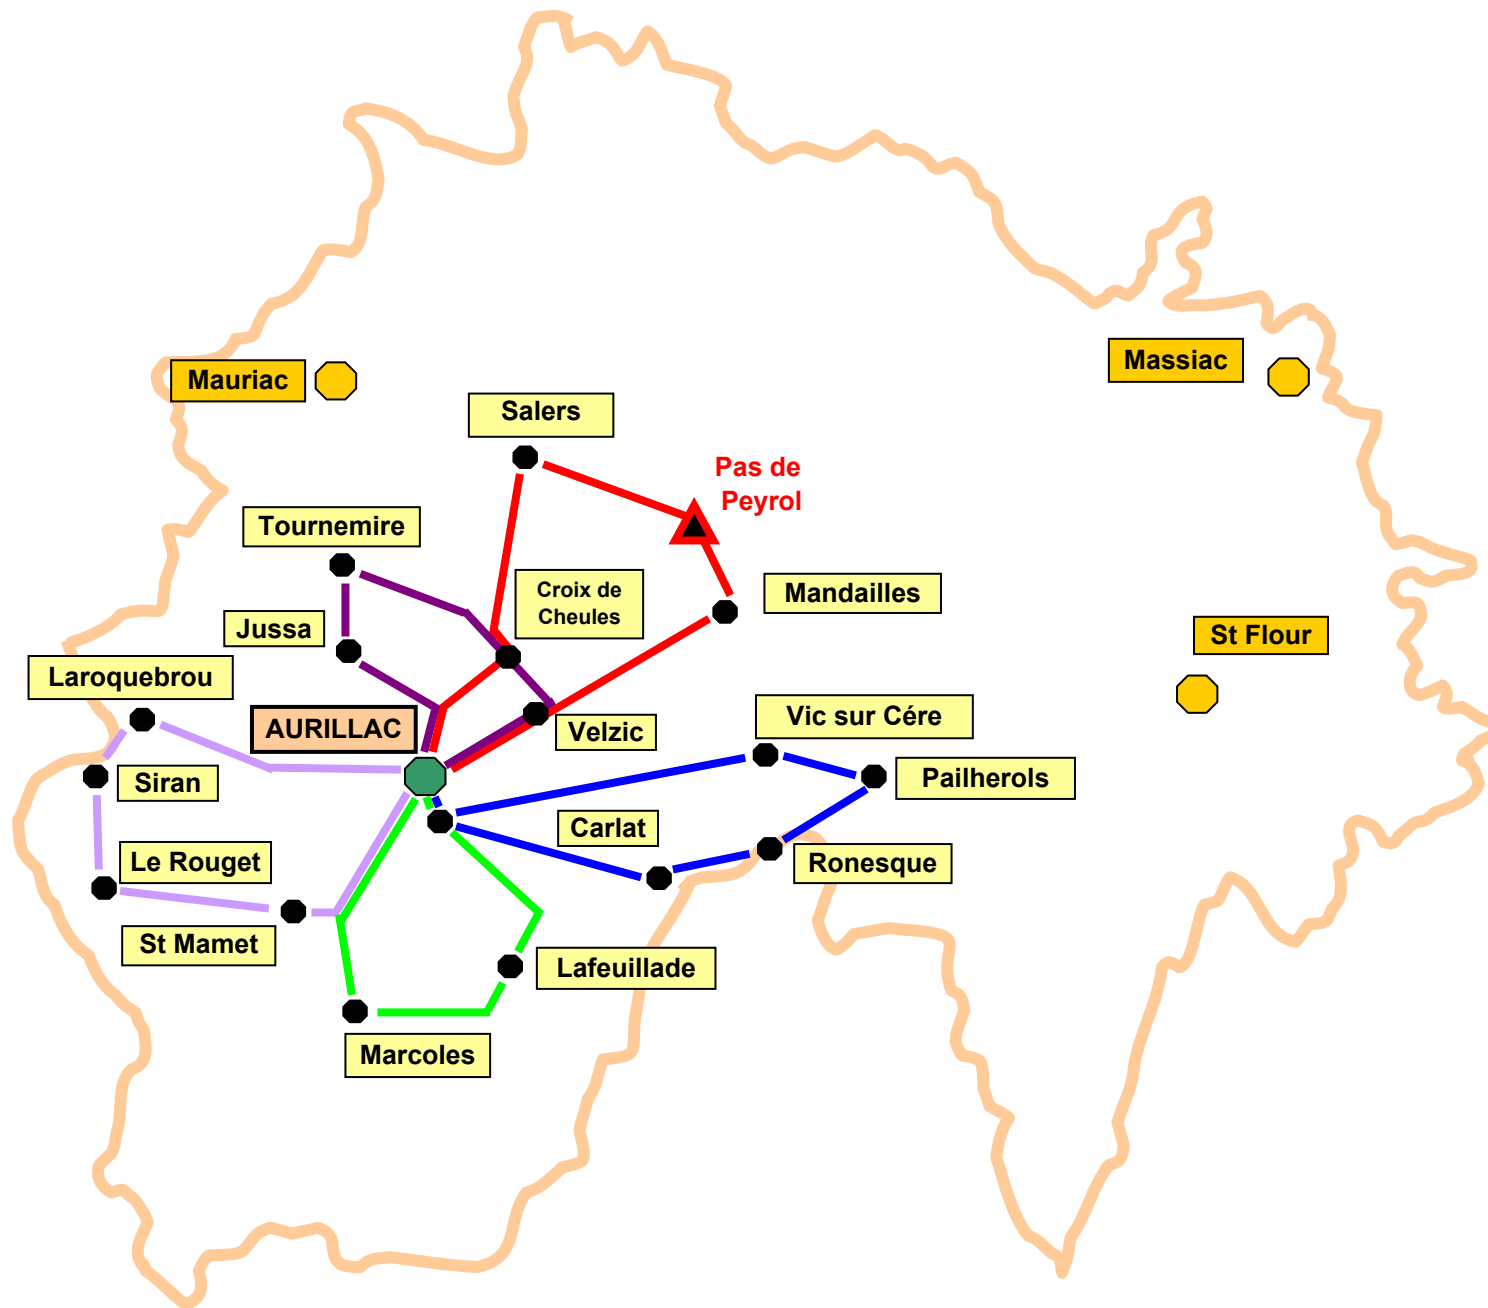 Massiac
Mauriac
Salers
Pas de
Peyrol
Tournemire
Croix de
Cheules
Mandailles
Jussa
St Flour
Laroquebrou
AURILLAC
Vic sur Cére
Velzic
Siran
Pailherols
Carlat
Le Rouget
Ronesque
St Mamet
Lafeuillade
Marcoles